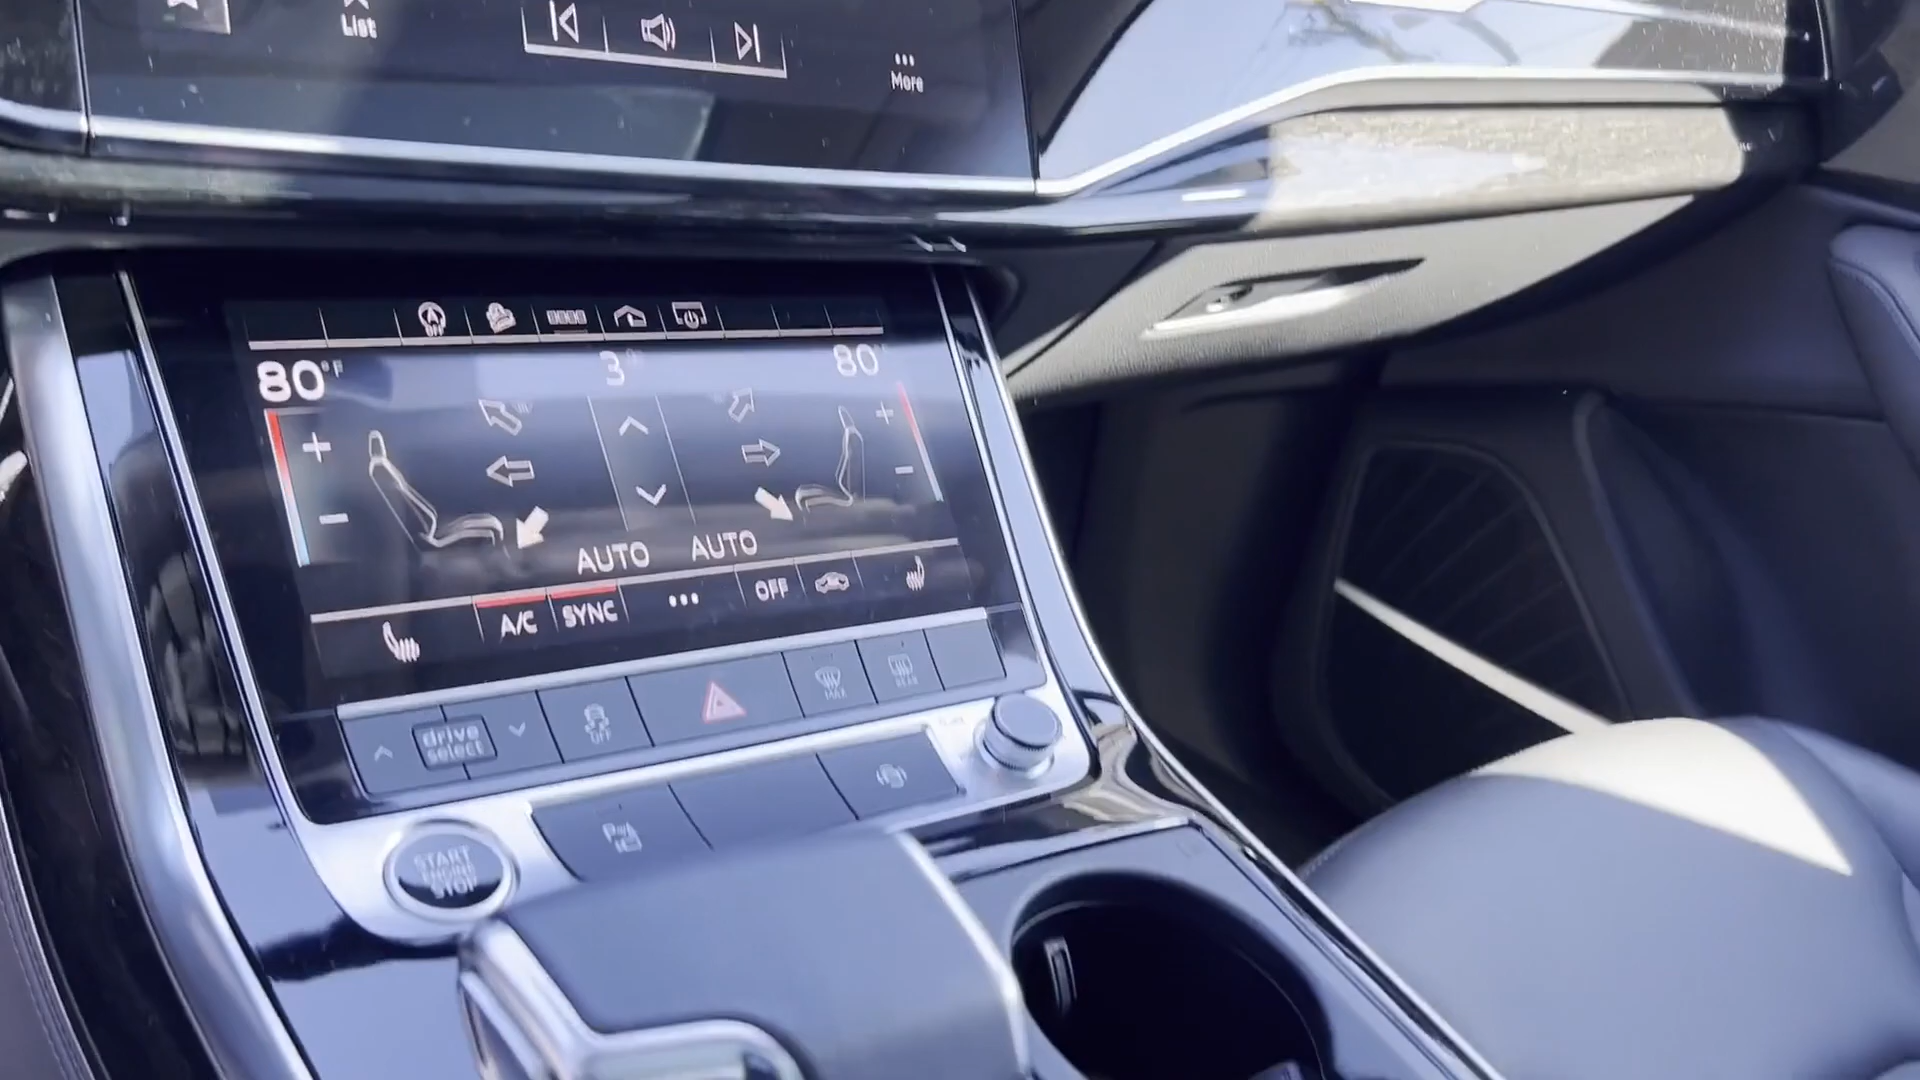 List
More
80°F 3 80°
AUTO AUTO
A/C SYNC ... OFF
drive
select
OFF
MAX
REAR
START
ENGINE
STOP